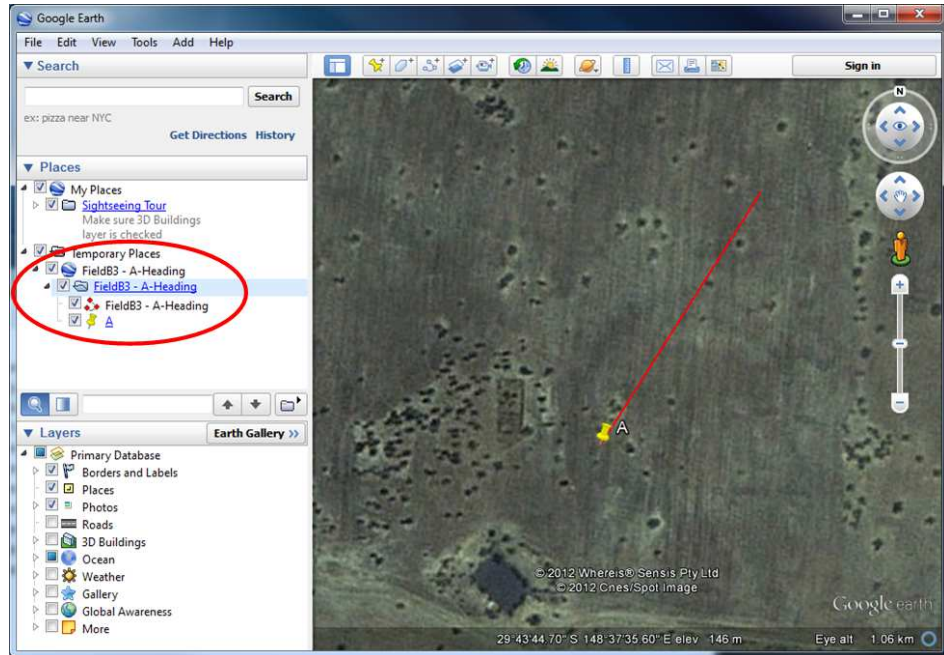 Google Earth
File Edit View Tools Add Help
Search
Sign in
Search
ex: pizza near NYC
Get Directions History
Places
My Places
Sightseeing Tour
Make sure 3D Buildings
layer is checked
Temporary Places
FieldB3 - A-Heading
FieldB3 - A-Heading
FieldB3 - A-Heading
A
Layers
Earth Gallery »
Primary Database
Borders and Labels
Places
Photos
Roads
3D Buildings
Ocean
Weather
Gallery
Global Awareness
More
N
A
© 2012 Whereis® Sensis Pty Ltd
© 2012 Cnes/Spot Image
Google earth
29°43'44.70" S 148°37'35.60" E elev 146 m Eye alt 1.06 km